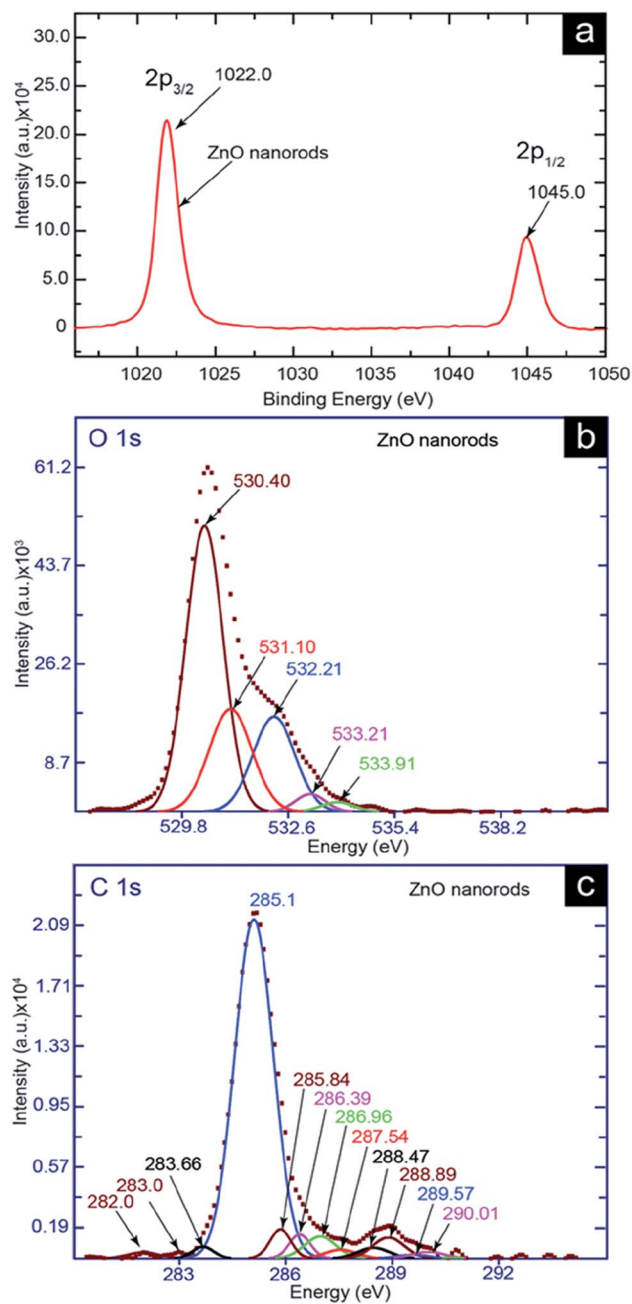 a
30.0
20.0
15.0
10.0
5.0
0
Intensity (a.u.)x10⁴
2p3/2
1022.0
ZnO nanorods
2p1/2
1045.0
1020 1025 1030 1035 1040 1045 1050
Binding Energy (eV)
O 1s ZnO nanorods b
61.2
43.7
26.2
8.7
Intensity (a.u.)x10³
530.40
531.10
532.21
533.21
533.91
529.8 532.6 535.4 538.2
Energy (eV)
C 1s ZnO nanorods c
2.09
1.71
1.33
0.95
0.57
0.19
Intensity (a.u.)x10⁴
285.1
285.84
286.39
286.96
287.54
288.47
288.89
289.57
290.01
283.66
283.0
282.0
283 286 289 292
Energy (eV)